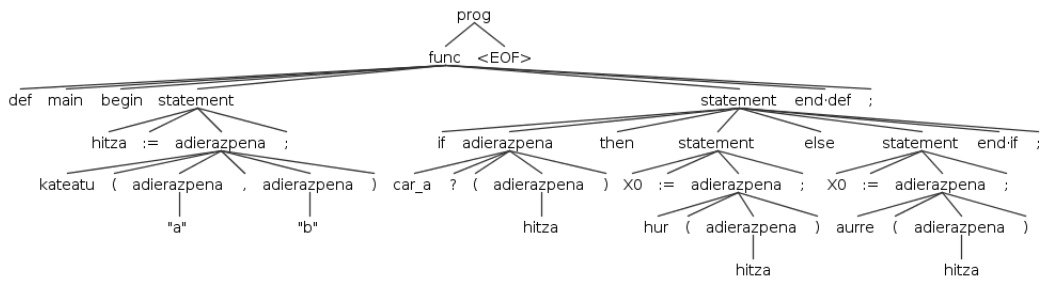 prog
func <EOF>
def main begin statement statement end·def ;
hitza := adierazpena ; if adierazpena then statement else statement end·if ;
kateatu ( adierazpena , adierazpena ) car_a ? ( adierazpena ) X0 := adierazpena ; X0 := adierazpena ;
"a" "b" hitza hur ( adierazpena ) aurre ( adierazpena )
hitza hitza